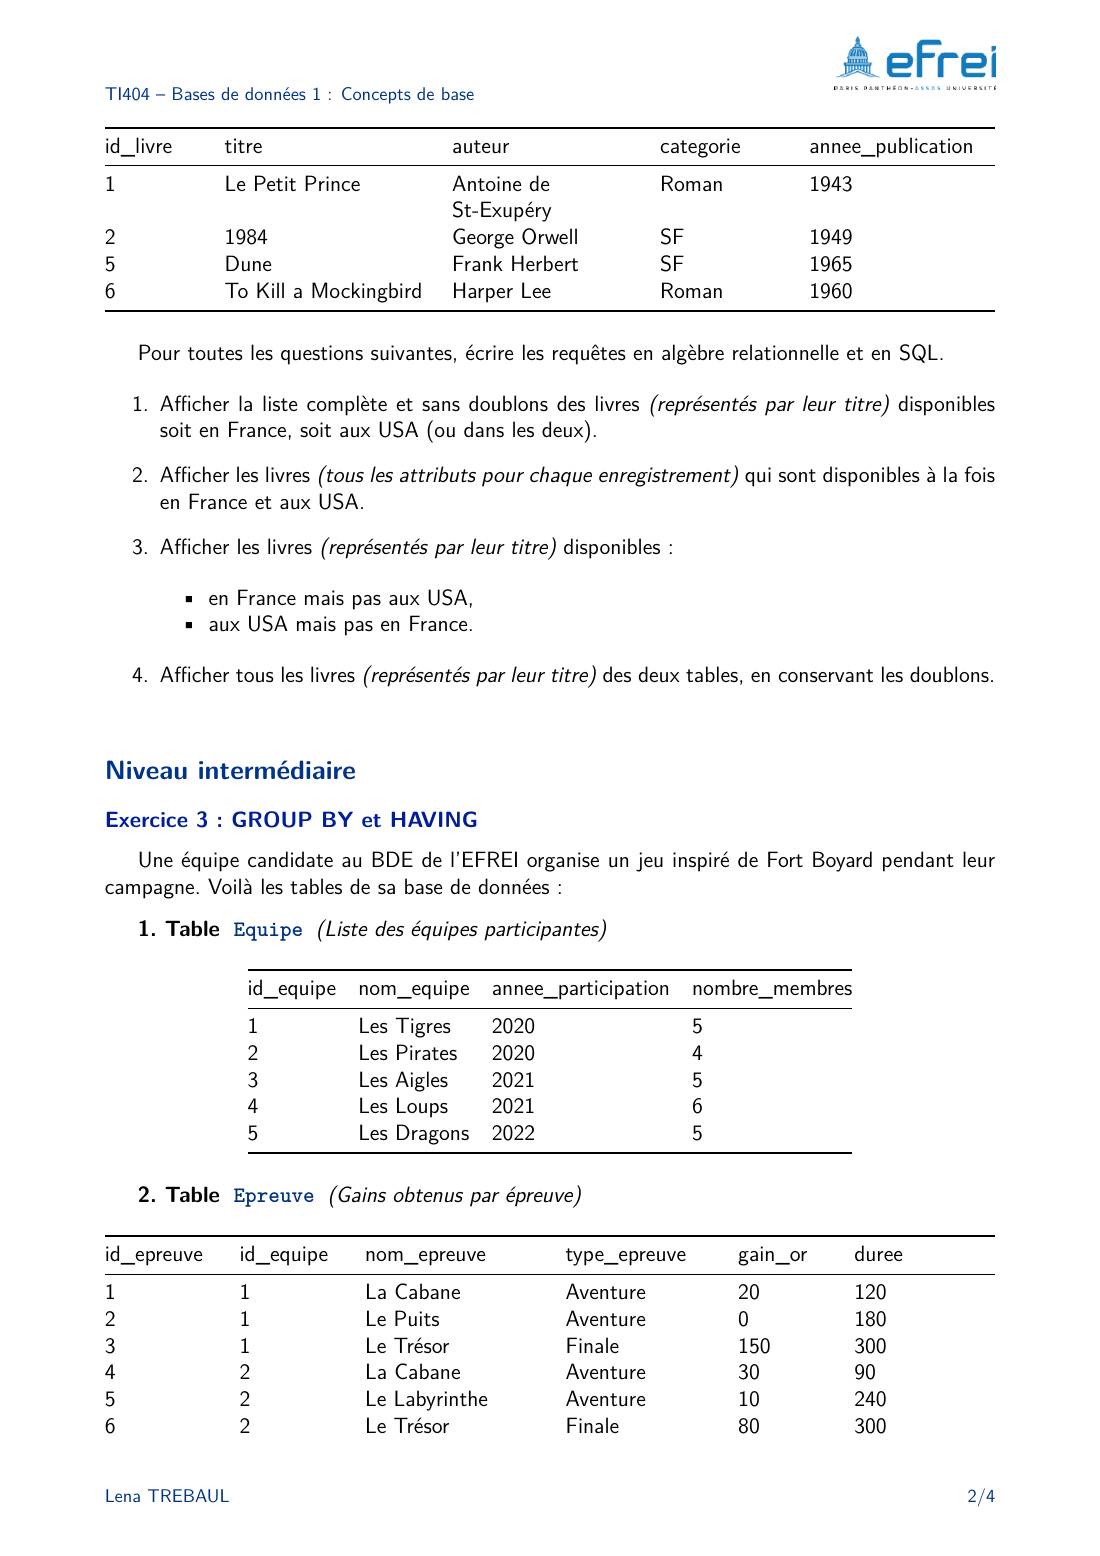 efrei
PARIS PANTHÉON-ASSAS UNIVERSITÉ
TI404 – Bases de données 1 : Concepts de base
id_livre titre auteur categorie annee_publication
1 Le Petit Prince Antoine de St-Exupéry Roman 1943
2 1984 George Orwell SF 1949
5 Dune Frank Herbert SF 1965
6 To Kill a Mockingbird Harper Lee Roman 1960
Pour toutes les questions suivantes, écrire les requêtes en algèbre relationnelle et en SQL.
1. Afficher la liste complète et sans doublons des livres (représentés par leur titre) disponibles
soit en France, soit aux USA (ou dans les deux).
2. Afficher les livres (tous les attributs pour chaque enregistrement) qui sont disponibles à la fois
en France et aux USA.
3. Afficher les livres (représentés par leur titre) disponibles :
▪ en France mais pas aux USA,
▪ aux USA mais pas en France.
4. Afficher tous les livres (représentés par leur titre) des deux tables, en conservant les doublons.
Niveau intermédiaire
Exercice 3 : GROUP BY et HAVING
Une équipe candidate au BDE de l'EFREI organise un jeu inspiré de Fort Boyard pendant leur
campagne. Voilà les tables de sa base de données :
1. Table Equipe (Liste des équipes participantes)
id_equipe nom_equipe annee_participation nombre_membres
1 Les Tigres 2020 5
2 Les Pirates 2020 4
3 Les Aigles 2021 5
4 Les Loups 2021 6
5 Les Dragons 2022 5
2. Table Epreuve (Gains obtenus par épreuve)
id_epreuve id_equipe nom_epreuve type_epreuve gain_or duree
1 1 La Cabane Aventure 20 120
2 1 Le Puits Aventure 0 180
3 1 Le Trésor Finale 150 300
4 2 La Cabane Aventure 30 90
5 2 Le Labyrinthe Aventure 10 240
6 2 Le Trésor Finale 80 300
Lena TREBAUL 2/4